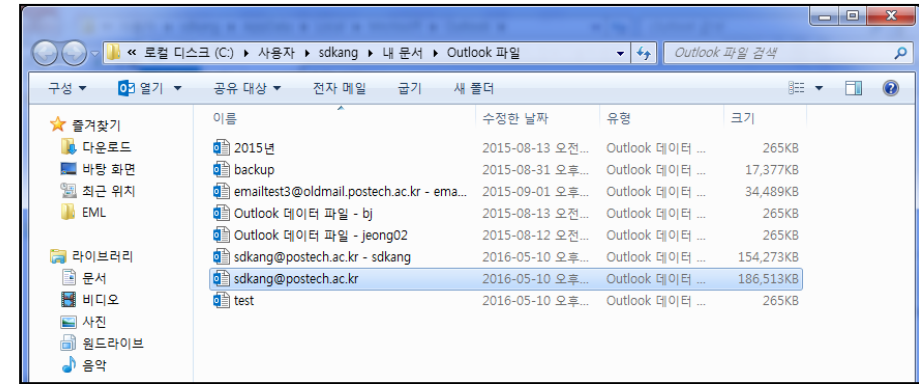 « 로컬 디스크 (C:) ▸ 사용자 ▸ sdkang ▸ 내 문서 ▸ Outlook 파일
Outlook 파일 검색
구성 ▼ 열기 ▼ 공유 대상 ▼ 전자 메일 굽기 새 폴더
즐겨찾기
다운로드
바탕 화면
최근 위치
EML
라이브러리
문서
비디오
사진
원드라이브
음악
이름 수정한 날짜 유형 크기
2015년 2015-08-13 오전... Outlook 데이터 ... 265KB
backup 2015-08-31 오후... Outlook 데이터 ... 17,377KB
emailtest3@oldmail.postech.ac.kr - ema... 2015-09-01 오후... Outlook 데이터 ... 34,489KB
Outlook 데이터 파일 - bj 2015-08-13 오전... Outlook 데이터 ... 265KB
Outlook 데이터 파일 - jeong02 2015-08-12 오전... Outlook 데이터 ... 265KB
sdkang@postech.ac.kr - sdkang 2016-05-10 오후... Outlook 데이터 ... 154,273KB
sdkang@postech.ac.kr 2016-05-10 오후... Outlook 데이터 ... 186,513KB
test 2016-05-10 오후... Outlook 데이터 ... 265KB